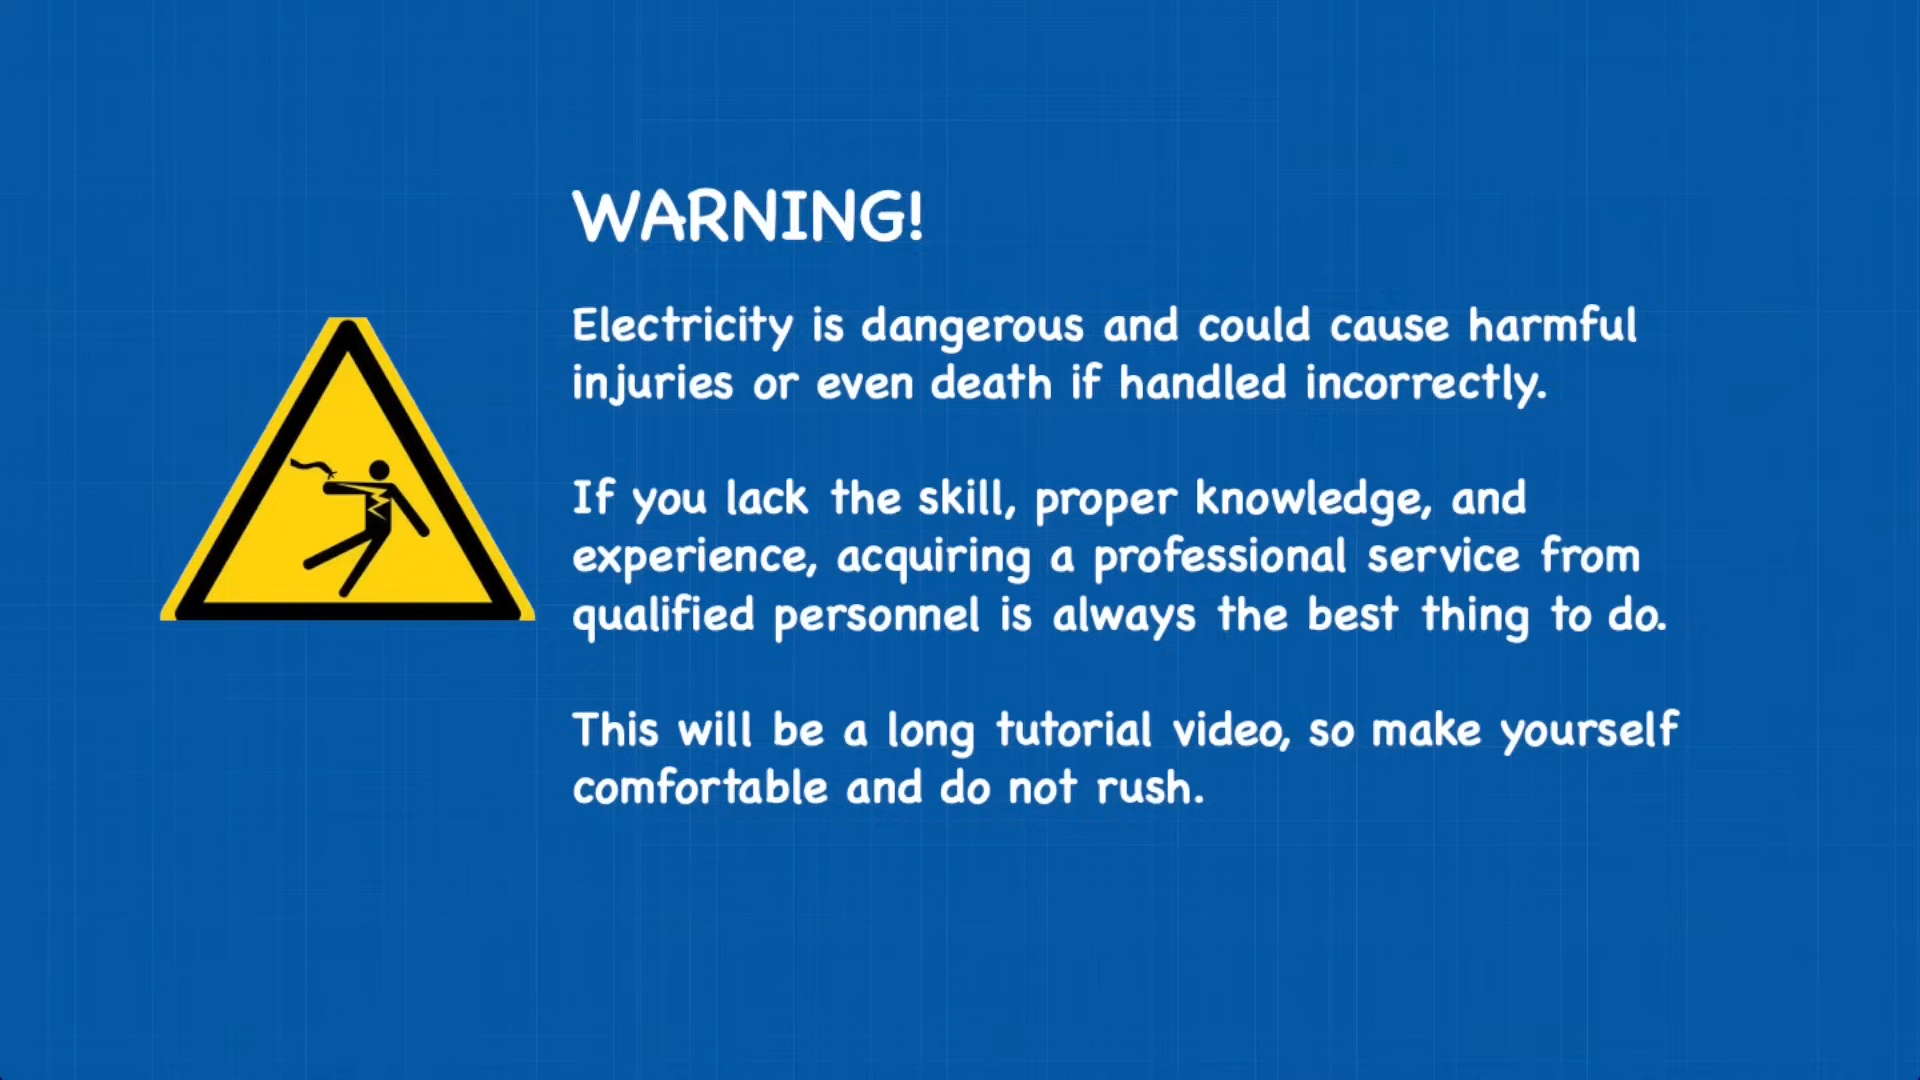 WARNING!
Electricity is dangerous and could cause harmful
injuries or even death if handled incorrectly.
If you lack the skill, proper knowledge, and
experience, acquiring a professional service from
qualified personnel is always the best thing to do.
This will be a long tutorial video, so make yourself
comfortable and do not rush.